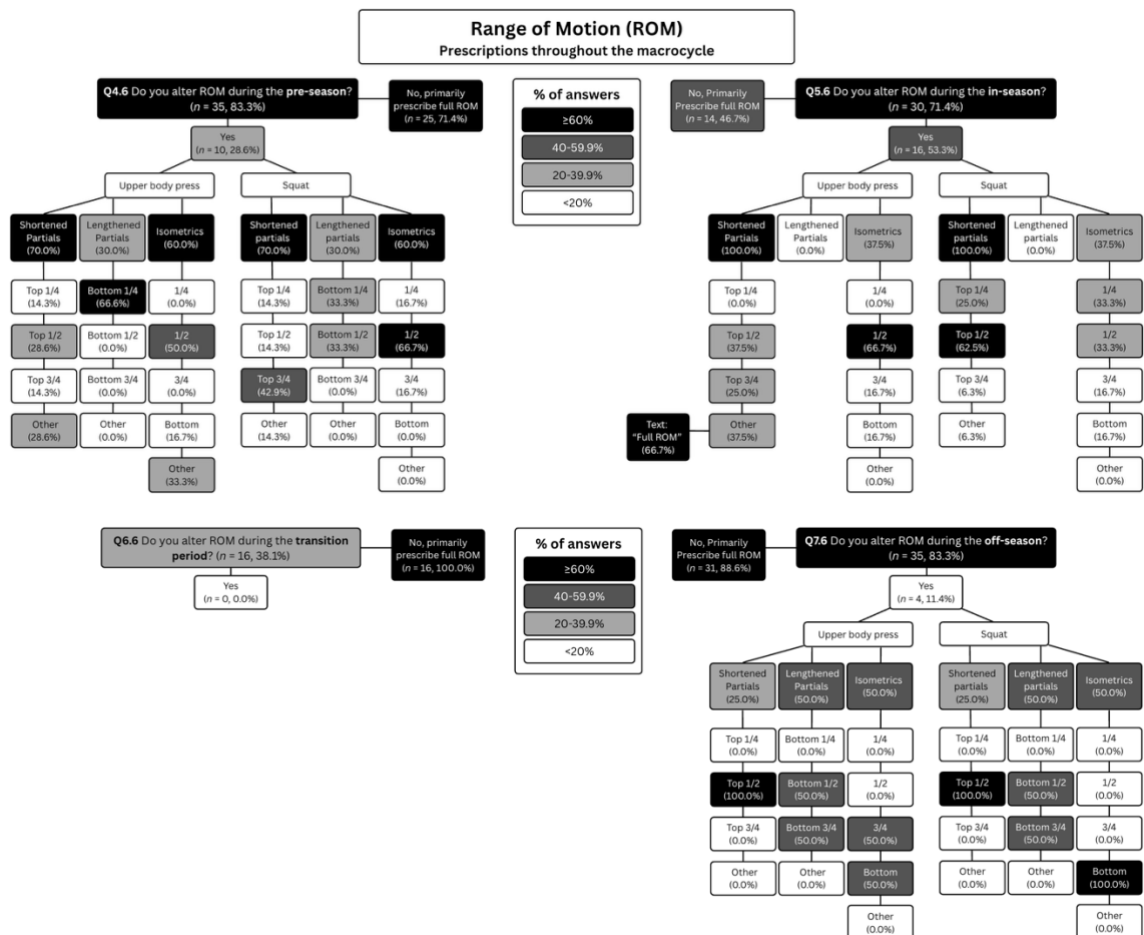 Range of Motion (ROM)
Prescriptions throughout the macrocycle
Q4.6 Do you alter ROM during the pre-season?
(n = 35, 83.3%)
No, primarily
prescribe full ROM
(n = 25, 71.4%)
Yes
(n = 10, 28.6%)
Upper body press
Squat
Shortened
Partials
(70.0%)
Lengthened
Partials
(30.0%)
Isometrics
(60.0%)
Shortened
partials
(70.0%)
Lengthened
partials
(30.0%)
Isometrics
(60.0%)
Top 1/4
(14.3%)
Bottom 1/4
(66.6%)
1/4
(0.0%)
Top 1/4
(14.3%)
Bottom 1/4
(33.3%)
1/4
(16.7%)
Top 1/2
(28.6%)
Bottom 1/2
(0.0%)
1/2
(50.0%)
Top 1/2
(14.3%)
Bottom 1/2
(33.3%)
1/2
(66.7%)
Top 3/4
(14.3%)
Bottom 3/4
(0.0%)
3/4
(0.0%)
Top 3/4
(42.9%)
Bottom 3/4
(0.0%)
3/4
(16.7%)
Other
(28.6%)
Other
(0.0%)
Bottom
(16.7%)
Other
(14.3%)
Other
(0.0%)
Bottom
(0.0%)
Other
(33.3%)
Other
(0.0%)
% of answers
≥60%
40-59.9%
20-39.9%
<20%
No, Primarily
Prescribe full ROM
(n = 14, 46.7%)
Q5.6 Do you alter ROM during the in-season?
(n = 30, 71.4%)
Yes
(n = 16, 53.3%)
Upper body press
Squat
Shortened
Partials
(100.0%)
Lengthened
Partials
(0.0%)
Isometrics
(37.5%)
Shortened
partials
(100.0%)
Lengthened
partials
(0.0%)
Isometrics
(37.5%)
Top 1/4
(0.0%)
1/4
(0.0%)
Top 1/4
(25.0%)
1/4
(33.3%)
Top 1/2
(37.5%)
1/2
(66.7%)
Top 1/2
(62.5%)
1/2
(33.3%)
Top 3/4
(25.0%)
3/4
(16.7%)
Top 3/4
(6.3%)
3/4
(16.7%)
Text:
"Full ROM"
(66.7%)
Other
(37.5%)
Bottom
(16.7%)
Other
(6.3%)
Bottom
(16.7%)
Other
(0.0%)
Other
(0.0%)
Q6.6 Do you alter ROM during the transition
period? (n = 16, 38.1%)
No, primarily
prescribe full ROM
(n = 16, 100.0%)
Yes
(n = 0, 0.0%)
% of answers
≥60%
40-59.9%
20-39.9%
<20%
No, Primarily
Prescribe full ROM
(n = 31, 88.6%)
Q7.6 Do you alter ROM during the off-season?
(n = 35, 83.3%)
Yes
(n = 4, 11.4%)
Upper body press
Squat
Shortened
Partials
(25.0%)
Lengthened
Partials
(50.0%)
Isometrics
(50.0%)
Shortened
partials
(25.0%)
Lengthened
partials
(50.0%)
Isometrics
(50.0%)
Top 1/4
(0.0%)
Bottom 1/4
(0.0%)
1/4
(0.0%)
Top 1/4
(0.0%)
Bottom 1/4
(0.0%)
1/4
(0.0%)
Top 1/2
(100.0%)
Bottom 1/2
(50.0%)
1/2
(0.0%)
Top 1/2
(100.0%)
Bottom 1/2
(50.0%)
1/2
(0.0%)
Top 3/4
(0.0%)
Bottom 3/4
(50.0%)
3/4
(50.0%)
Top 3/4
(0.0%)
Bottom 3/4
(50.0%)
3/4
(0.0%)
Other
(0.0%)
Other
(0.0%)
Bottom
(50.0%)
Other
(0.0%)
Other
(0.0%)
Bottom
(100.0%)
Other
(0.0%)
Other
(0.0%)